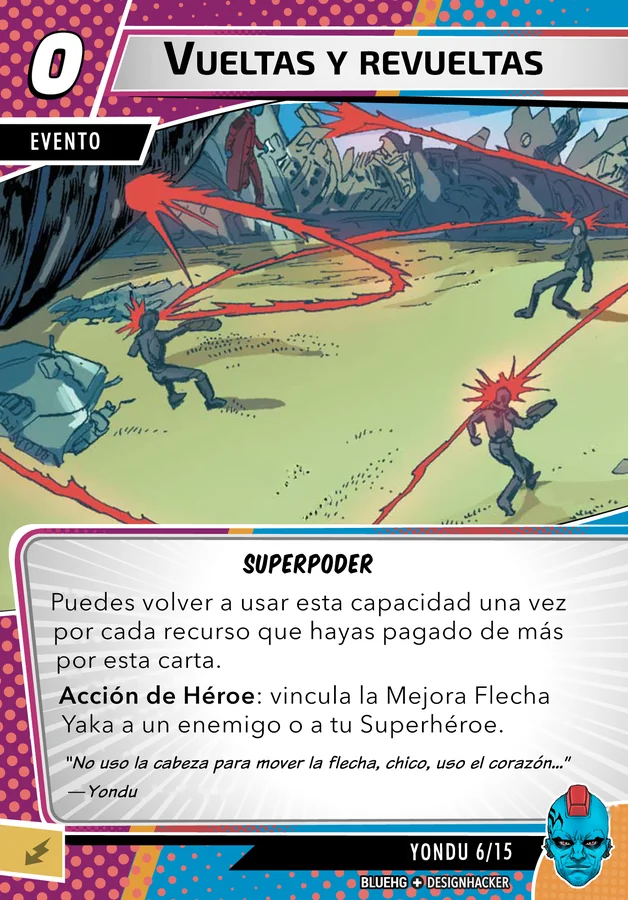 0
VUELTAS Y REVUELTAS
EVENTO
SUPERPODER
Puedes volver a usar esta capacidad una vez
por cada recurso que hayas pagado de más
por esta carta.
Acción de Héroe: vincula la Mejora Flecha
Yaka a un enemigo o a tu Superhéroe.
"No uso la cabeza para mover la flecha, chico, uso el corazón..."
—Yondu
YONDU 6/15
BLUEHG + DESIGNHACKER